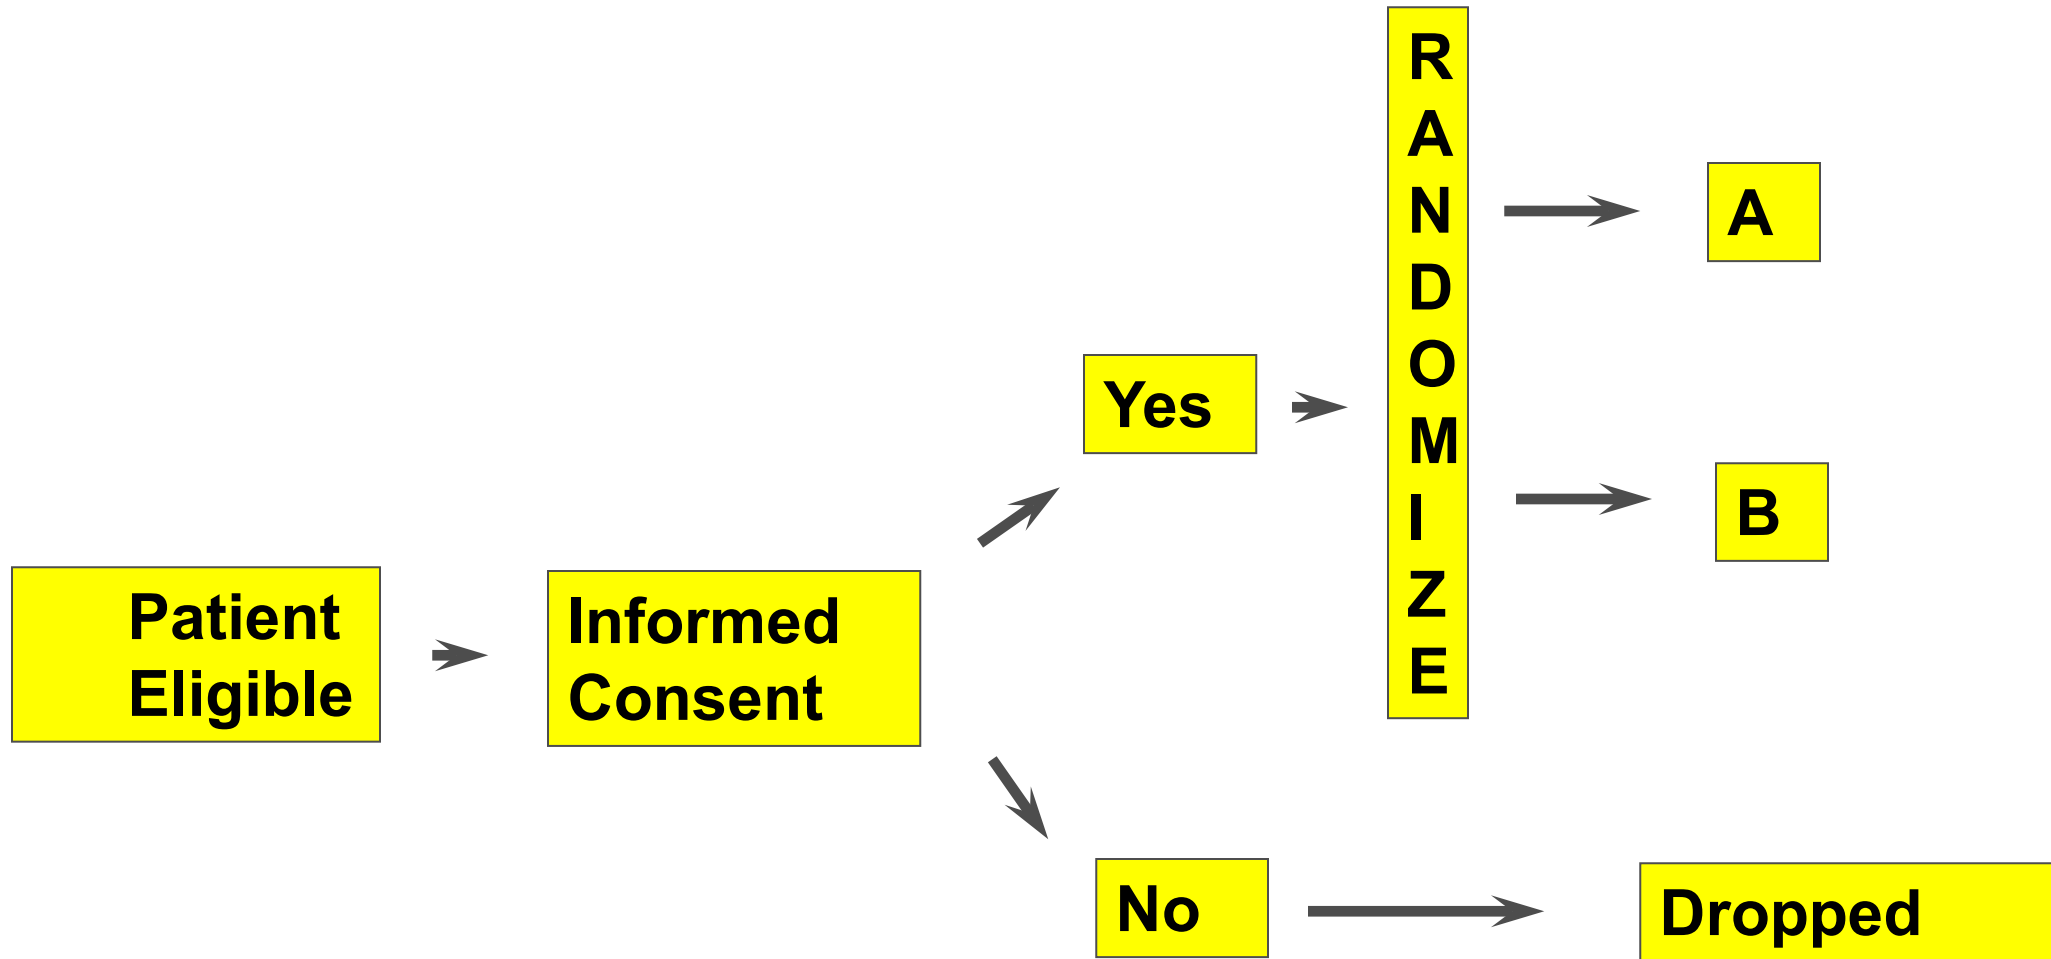 Patient
Eligible
Informed
Consent
Yes
No
R
A
N
D
O
M
I
Z
E
A
B
Dropped